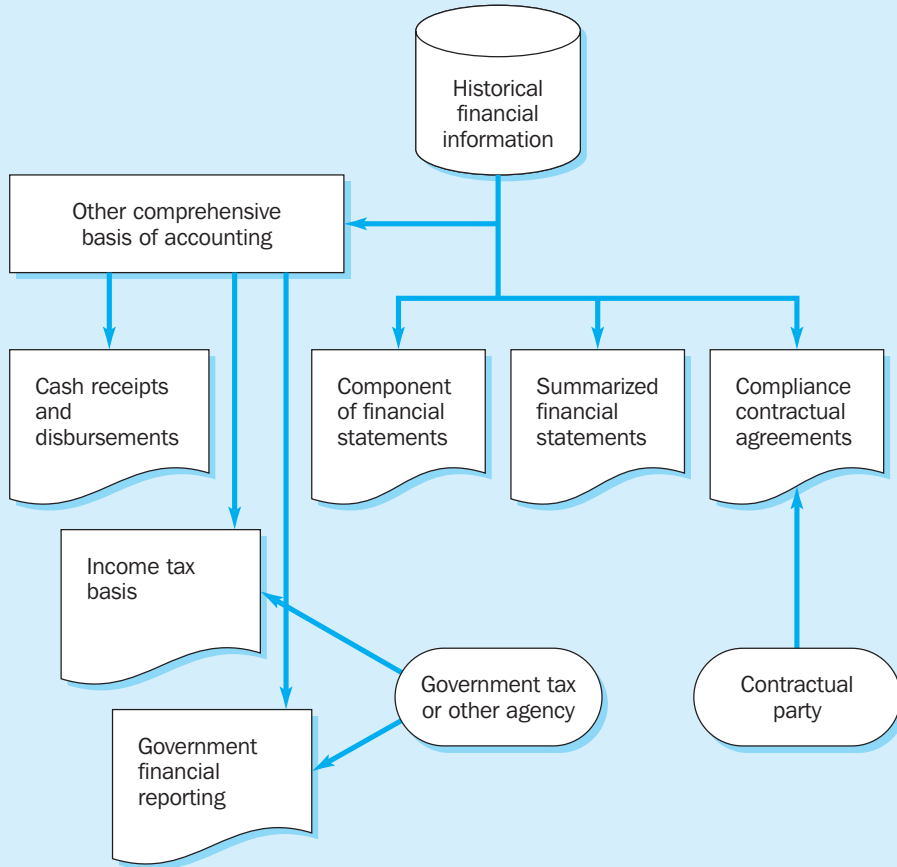 Historical
financial
information
Other comprehensive
basis of accounting
Cash receipts
and
disbursements
Component
of financial
statements
Summarized
financial
statements
Compliance
contractual
agreements
Income tax
basis
Government tax
or other agency
Contractual
party
Government
financial
reporting